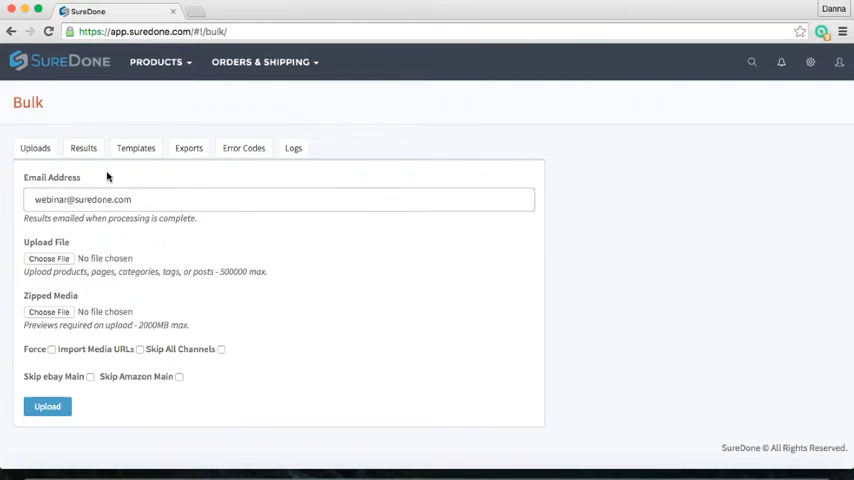 SureDone
Danna
https://app.suredone.com/#!/bulk/
SUREDONE PRODUCTS ORDERS & SHIPPING
Bulk
Uploads Results Templates Exports Error Codes Logs
Email Address
webinar@suredone.com
Results emailed when processing is complete.
Upload File
Choose File No file chosen
Upload products, pages, categories, tags, or posts - 500000 max.
Zipped Media
Choose File No file chosen
Previews required on upload - 2000MB max.
Force Import Media URLs Skip All Channels
Skip ebay Main Skip Amazon Main
Upload
SureDone © All Rights Reserved.